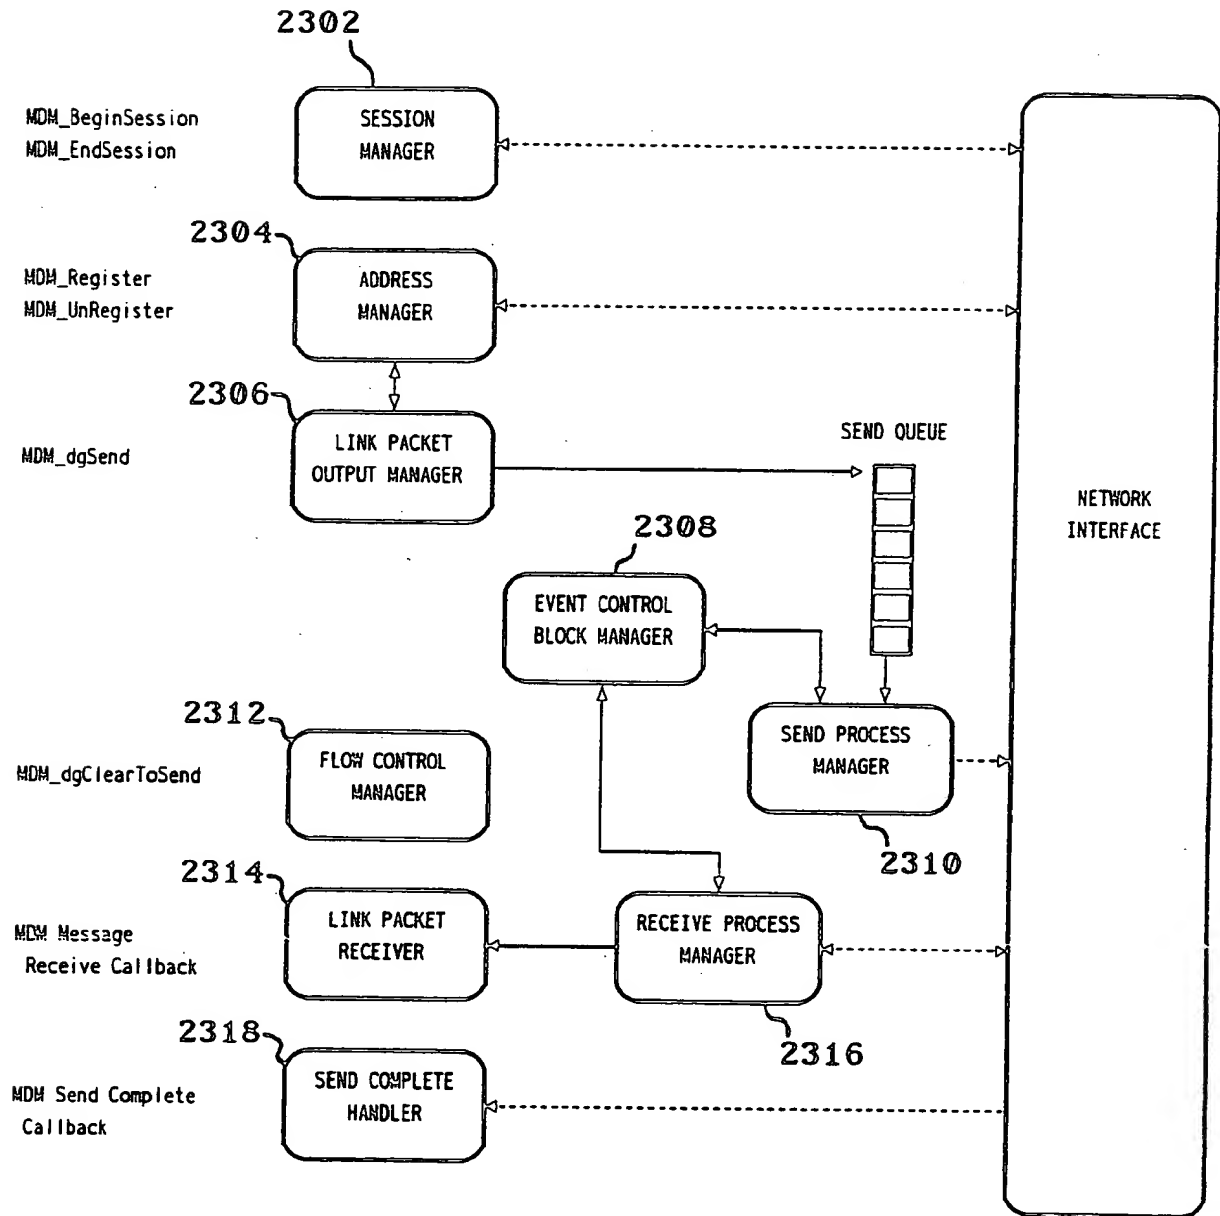 2302
MDM_BeginSession
MDM_EndSession
SESSION
MANAGER
2304
MDM_Register
MDM_UnRegister
ADDRESS
MANAGER
2306
MDM_dgSend
LINK PACKET
OUTPUT MANAGER
SEND QUEUE
NETWORK
INTERFACE
2308
EVENT CONTROL
BLOCK MANAGER
2312
MDM_dgClearToSend
FLOW CONTROL
MANAGER
SEND PROCESS
MANAGER
2310
2314
MDM Message
Receive Callback
LINK PACKET
RECEIVER
RECEIVE PROCESS
MANAGER
2316
2318
MDM Send Complete
Callback
SEND COMPLETE
HANDLER